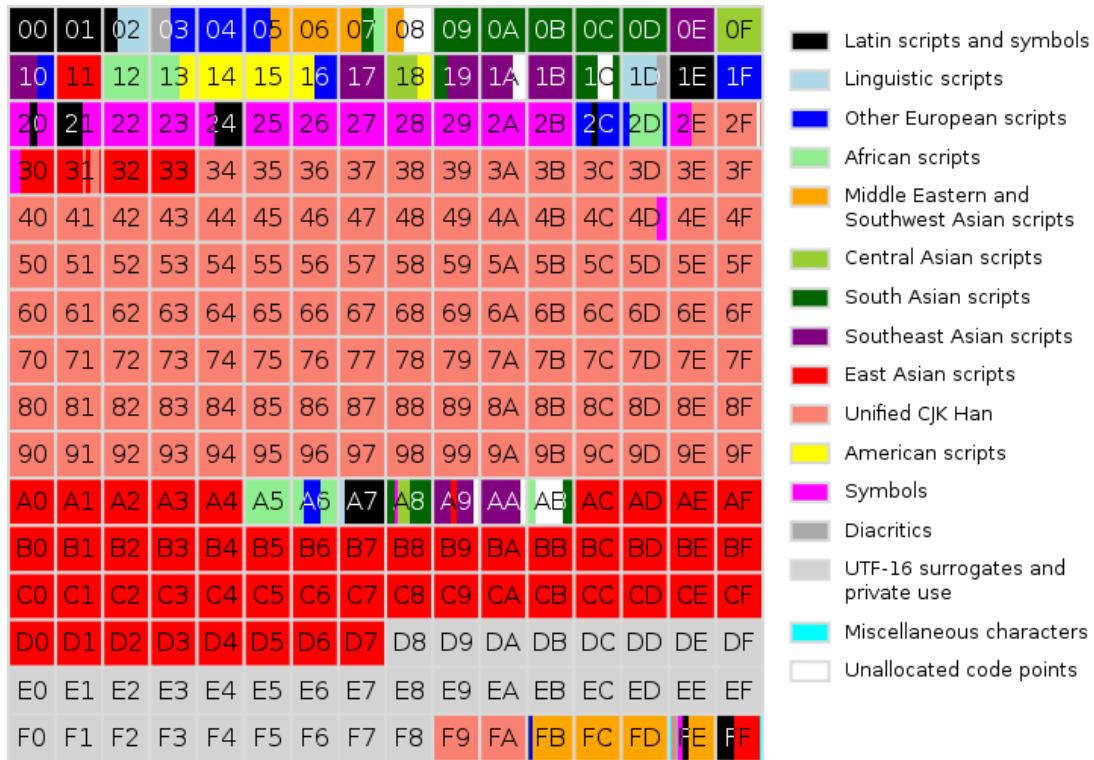 00 01 02 03 04 05 06 07 08 09 0A 0B 0C 0D 0E 0F
10 11 12 13 14 15 16 17 18 19 1A 1B 1C 1D 1E 1F
20 21 22 23 24 25 26 27 28 29 2A 2B 2C 2D 2E 2F
30 31 32 33 34 35 36 37 38 39 3A 3B 3C 3D 3E 3F
40 41 42 43 44 45 46 47 48 49 4A 4B 4C 4D 4E 4F
50 51 52 53 54 55 56 57 58 59 5A 5B 5C 5D 5E 5F
60 61 62 63 64 65 66 67 68 69 6A 6B 6C 6D 6E 6F
70 71 72 73 74 75 76 77 78 79 7A 7B 7C 7D 7E 7F
80 81 82 83 84 85 86 87 88 89 8A 8B 8C 8D 8E 8F
90 91 92 93 94 95 96 97 98 99 9A 9B 9C 9D 9E 9F
A0 A1 A2 A3 A4 A5 A6 A7 A8 A9 AA AB AC AD AE AF
B0 B1 B2 B3 B4 B5 B6 B7 B8 B9 BA BB BC BD BE BF
C0 C1 C2 C3 C4 C5 C6 C7 C8 C9 CA CB CC CD CE CF
D0 D1 D2 D3 D4 D5 D6 D7 D8 D9 DA DB DC DD DE DF
E0 E1 E2 E3 E4 E5 E6 E7 E8 E9 EA EB EC ED EE EF
F0 F1 F2 F3 F4 F5 F6 F7 F8 F9 FA FB FC FD FE FF
Latin scripts and symbols
Linguistic scripts
Other European scripts
African scripts
Middle Eastern and
Southwest Asian scripts
Central Asian scripts
South Asian scripts
Southeast Asian scripts
East Asian scripts
Unified CJK Han
American scripts
Symbols
Diacritics
UTF-16 surrogates and
private use
Miscellaneous characters
Unallocated code points